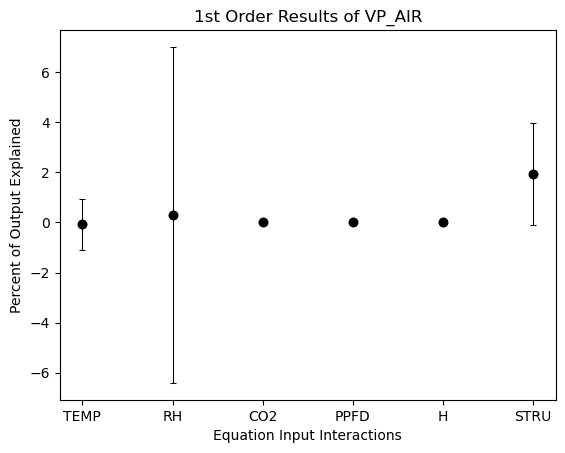 1st Order Results of VP_AIR
Percent of Output Explained
6
4
2
0
−2
−4
−6
TEMP RH CO2 PPFD H STRU
Equation Input Interactions